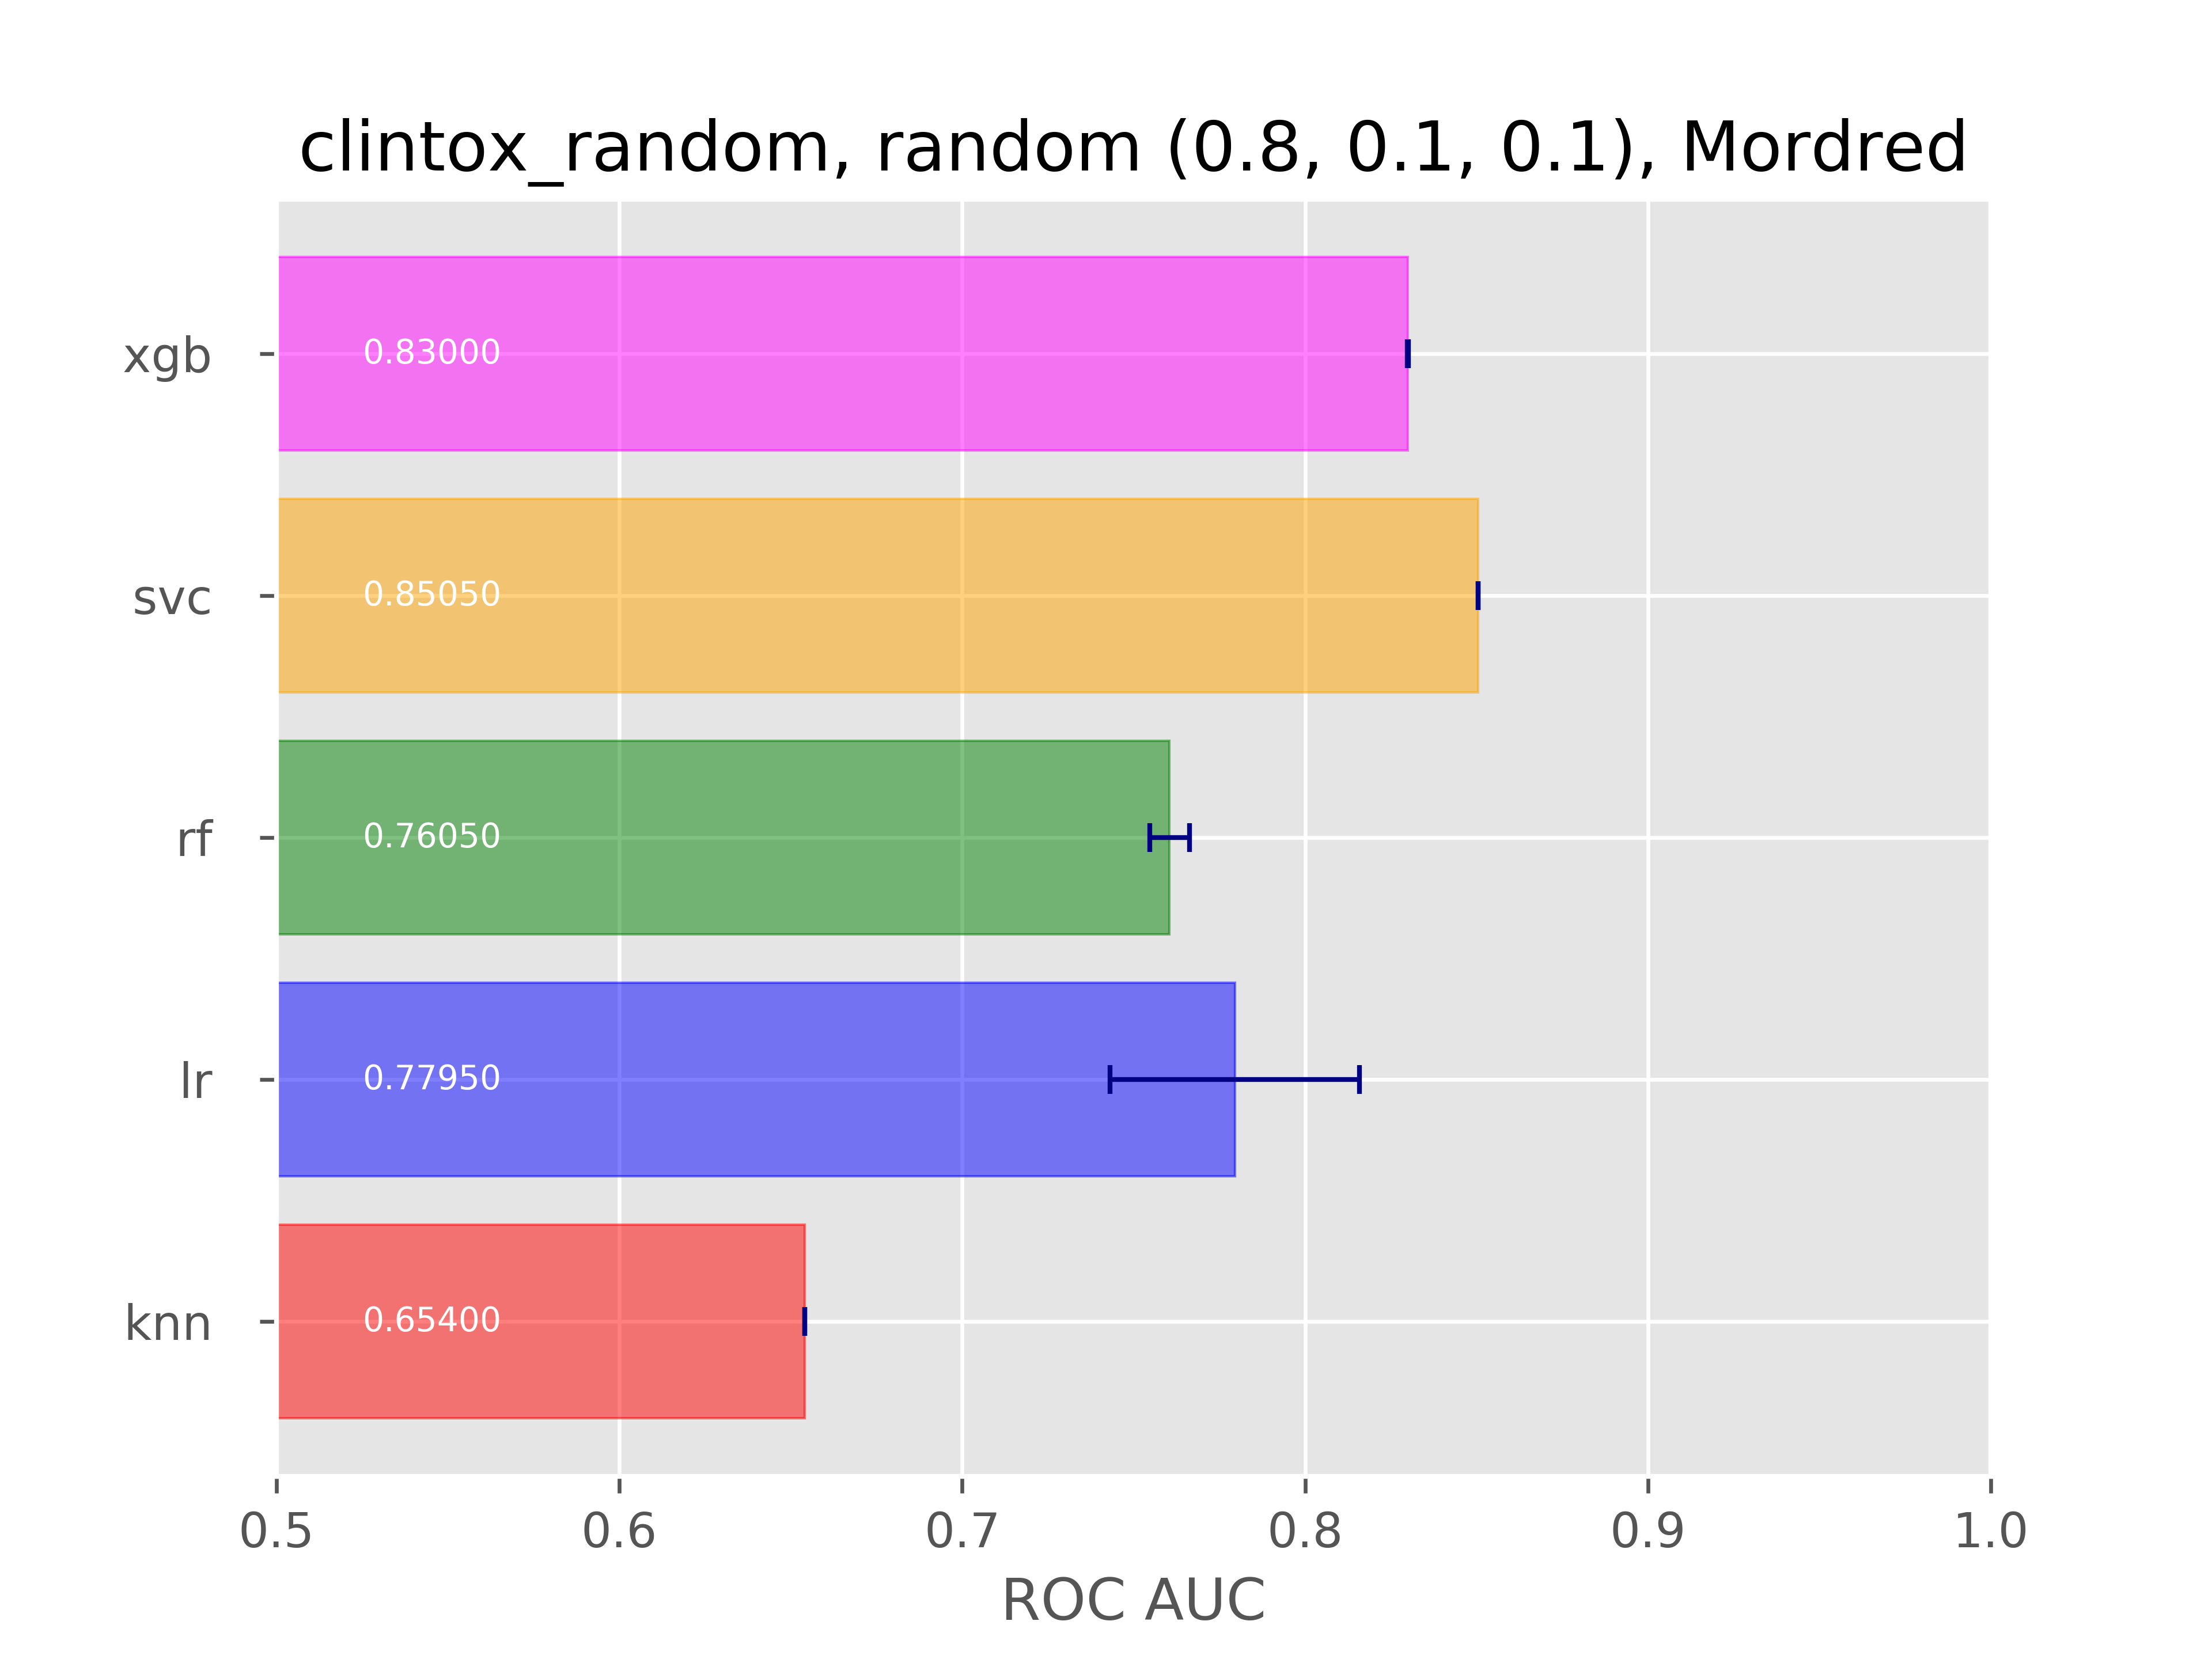 clintox_random, random (0.8, 0.1, 0.1), Mordred
xgb
0.83000
svc
0.85050
rf
0.76050
lr
0.77950
knn
0.65400
0.5 0.6 0.7 0.8 0.9 1.0
ROC AUC